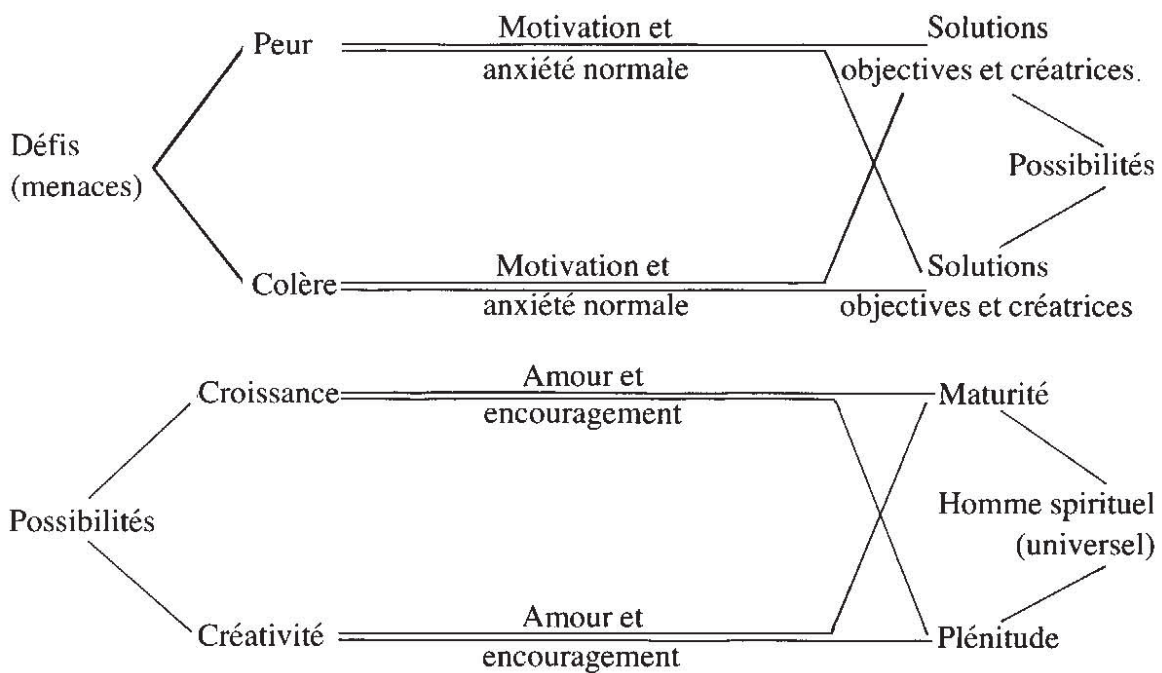 Motivation et
Solutions
Peur
anxiété normale
objectives et créatrices.
Défis
(menaces)
Possibilités
Motivation et
Solutions
Colère
anxiété normale
objectives et créatrices
Amour et
Croissance
Maturité
encouragement
Homme spirituel
Possibilités
(universel)
Amour et
Créativité
Plénitude
encouragement